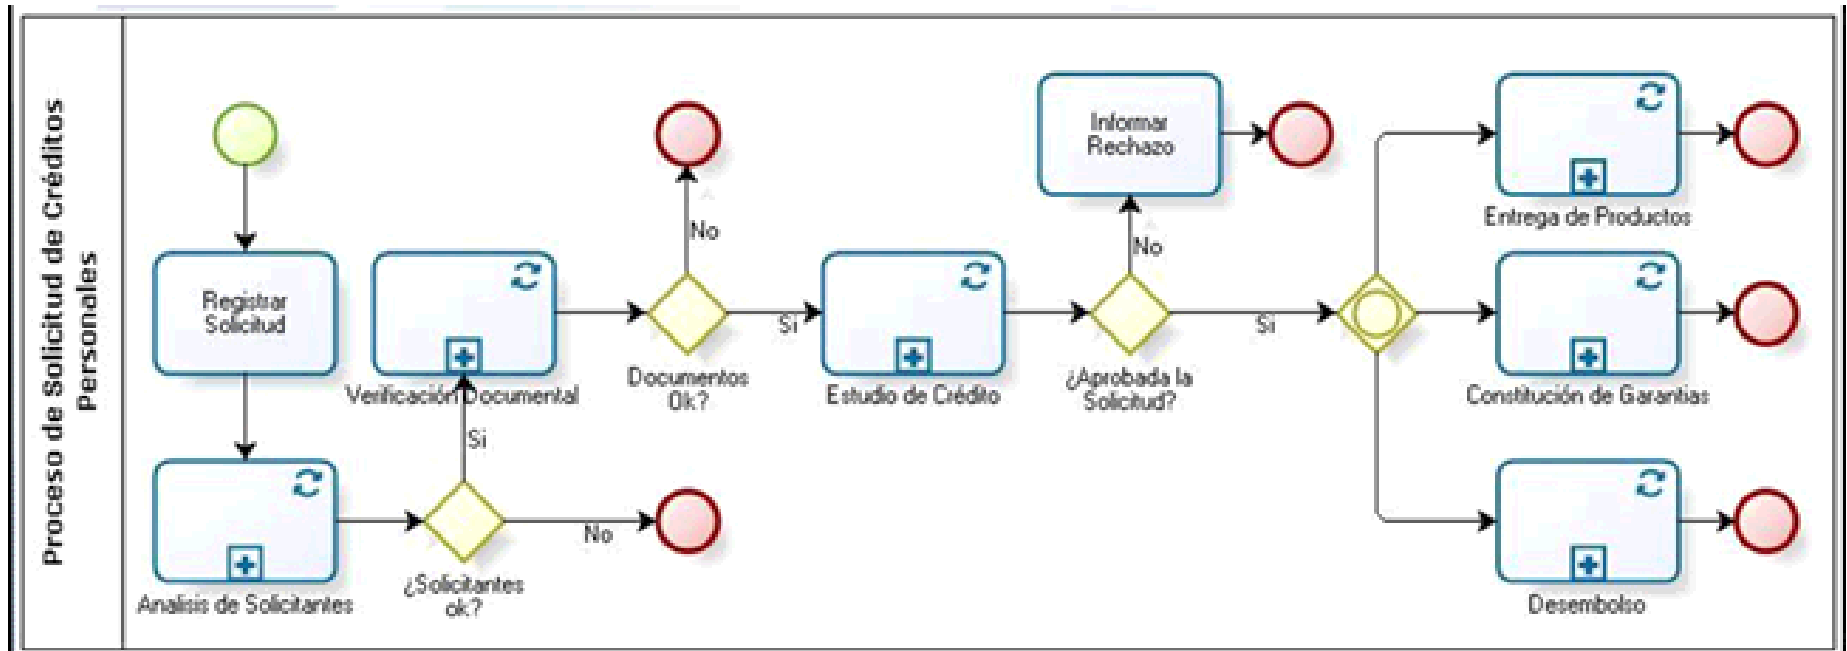 Proceso de Solicitud de Créditos
Personales
Registrar
Solicitud
Analisis de Solicitantes
¿Solicitantes
ok?
Si
No
Verificación Documental
Documentos
Ok?
No
Si
Estudio de Crédito
¿Aprobada la
Solicitud?
No
Informar
Rechazo
Si
Entrega de Productos
Constitución de Garantias
Desembolso